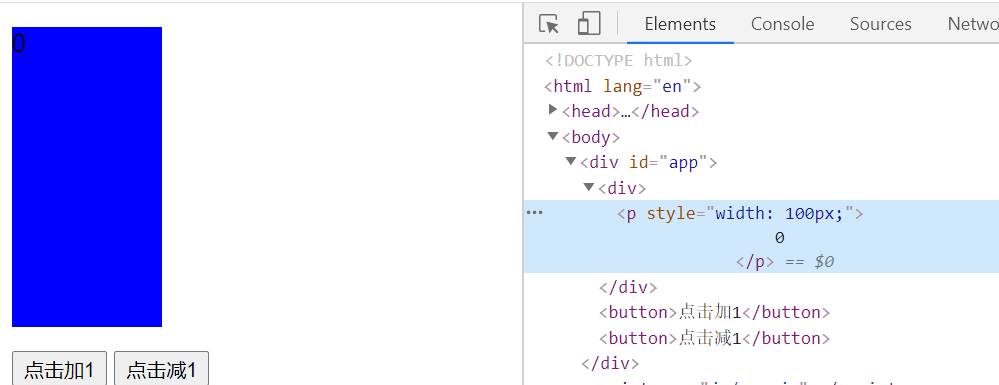 0
点击加1 点击减1
Elements Console Sources Netwo
<!DOCTYPE html>
<html lang="en">
<head>…</head>
<body>
<div id="app">
<div>
<p style="width: 100px;">
0
</p> == $0
</div>
<button>点击加1</button>
<button>点击减1</button>
</div>